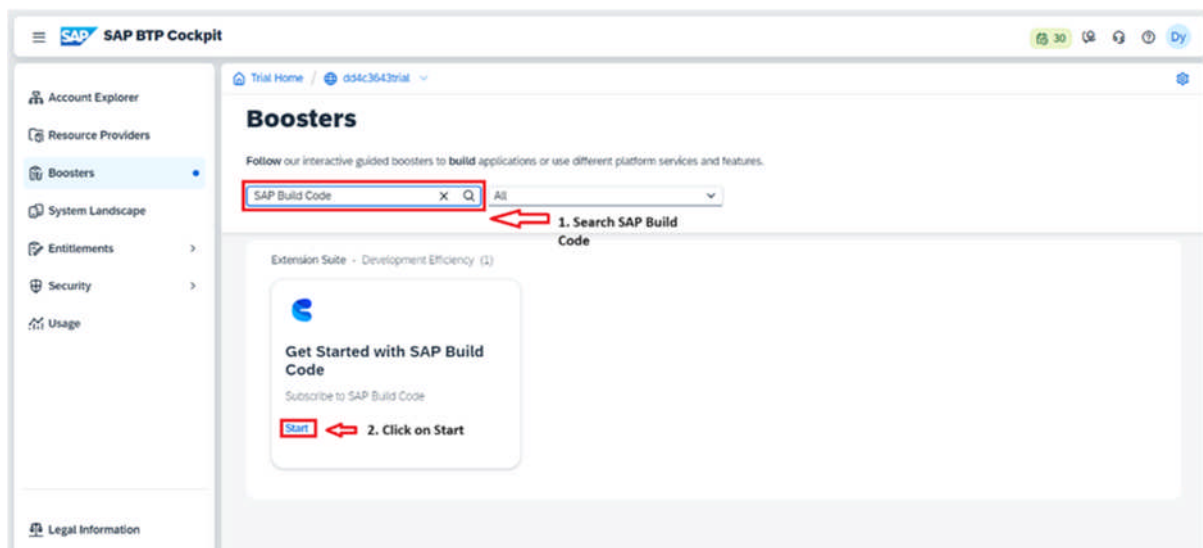 SAP SAP BTP Cockpit
30
Dy
Account Explorer
Resource Providers
Boosters
System Landscape
Entitlements
Security
Usage
Legal Information
Trial Home / dd4c3643trial
Boosters
Follow our interactive guided boosters to build applications or use different platform services and features.
SAP Build Code
All
1. Search SAP Build
Code
Extension Suite - Development Efficiency (1)
Get Started with SAP Build
Code
Subscribe to SAP Build Code
Start
2. Click on Start